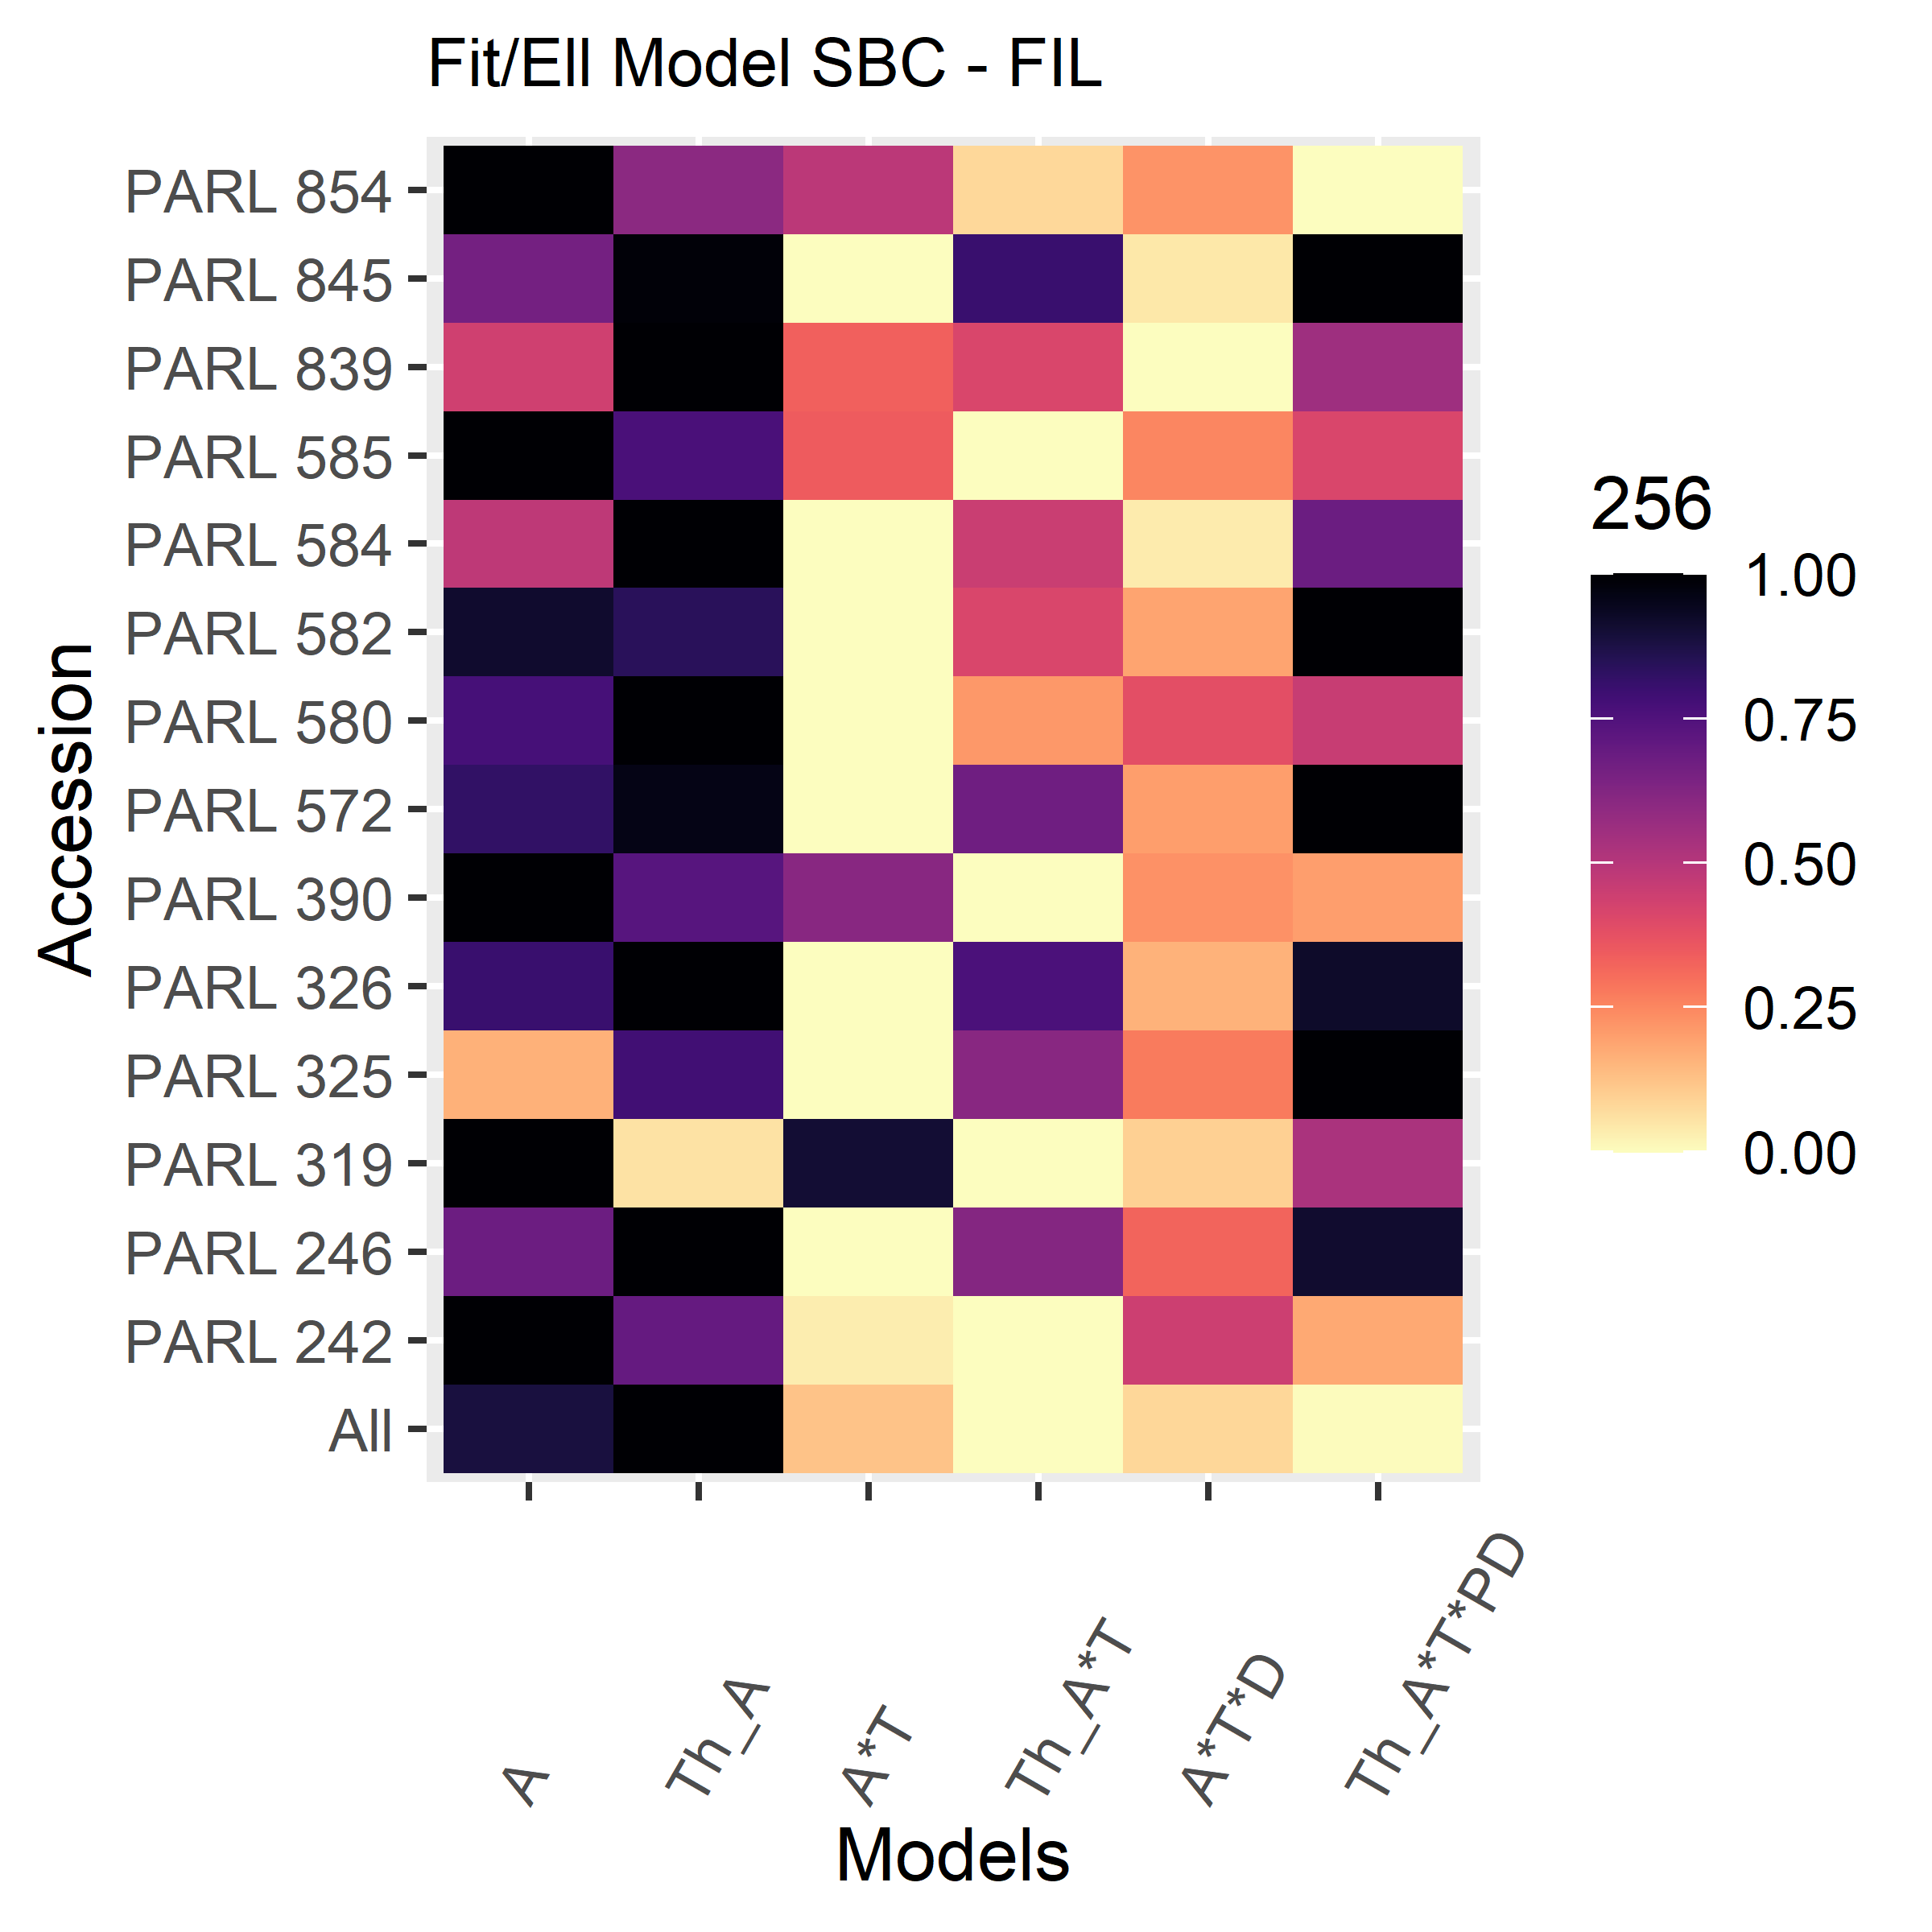 Fit/Ell Model SBC - FIL
Accession
PARL 854
PARL 845
PARL 839
PARL 585
PARL 584
PARL 582
PARL 580
PARL 572
PARL 390
PARL 326
PARL 325
PARL 319
PARL 246
PARL 242
All
A
Th_A
A*T
Th_A*T
A*T*D
Th_A*T*PD
Models
256
1.00
0.75
0.50
0.25
0.00